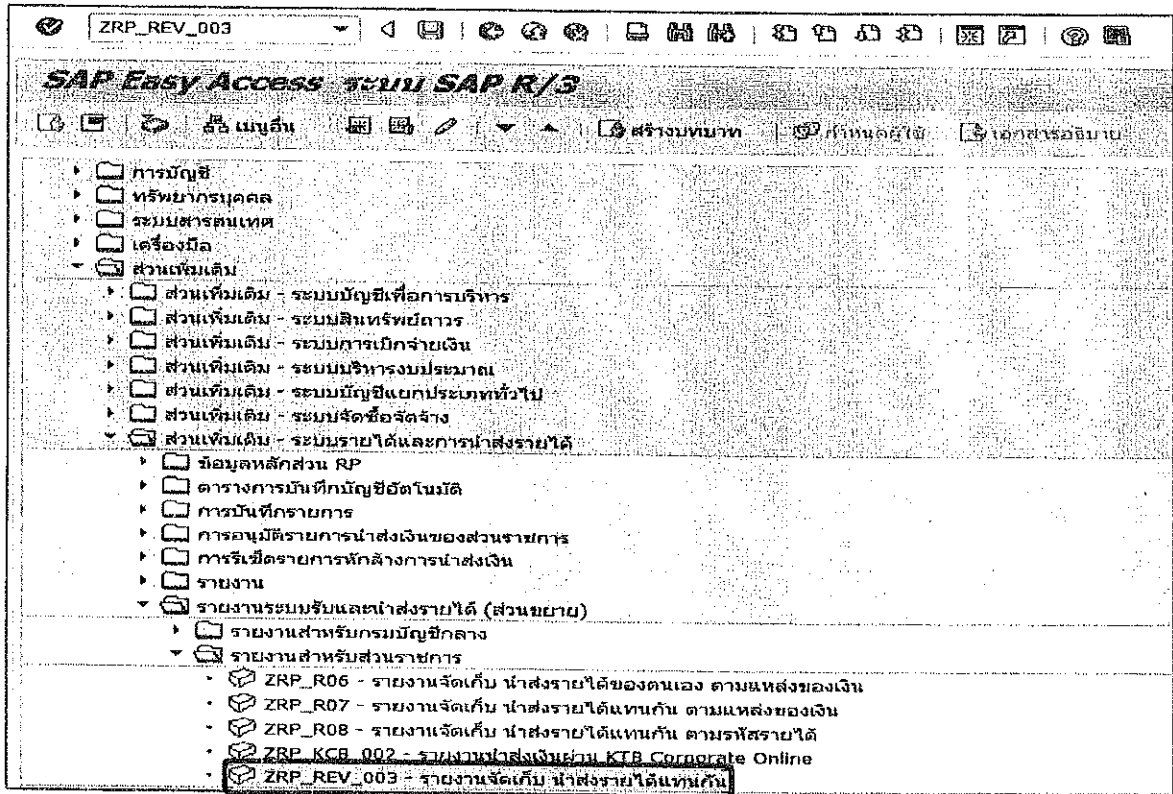 ZRP_REV_003
SAP Easy Access ระบบ SAP R/3
เมนูอื่น สร้างบทบาท กำหนดผู้ใช้ เอกสารอธิบาย
การบัญชี
ทรัพยากรบุคคล
ระบบสารสนเทศ
เครื่องมือ
ส่วนเพิ่มเติม
ส่วนเพิ่มเติม - ระบบบัญชีเพื่อการบริหาร
ส่วนเพิ่มเติม - ระบบสินทรัพย์ถาวร
ส่วนเพิ่มเติม - ระบบการเบิกจ่ายเงิน
ส่วนเพิ่มเติม - ระบบบริหารงบประมาณ
ส่วนเพิ่มเติม - ระบบบัญชีแยกประเภททั่วไป
ส่วนเพิ่มเติม - ระบบจัดซื้อจัดจ้าง
ส่วนเพิ่มเติม - ระบบรายได้และการนำส่งรายได้
ข้อมูลหลักส่วน RP
ตารางการบันทึกบัญชีอัตโนมัติ
การบันทึกรายการ
การอนุมัติรายการนำส่งเงินของส่วนราชการ
การรีเซ็ตรายการหักล้างการนำส่งเงิน
รายงาน
รายงานระบบรับและนำส่งรายได้ (ส่วนขยาย)
รายงานสำหรับกรมบัญชีกลาง
รายงานสำหรับส่วนราชการ
ZRP_R06 - รายงานจัดเก็บ นำส่งรายได้ของตนเอง ตามแหล่งของเงิน
ZRP_R07 - รายงานจัดเก็บ นำส่งรายได้แทนกัน ตามแหล่งของเงิน
ZRP_R08 - รายงานจัดเก็บ นำส่งรายได้แทนกัน ตามรหัสรายได้
ZRP_KCB_002 - รายงานนำส่งเงินผ่าน KTB Corporate Online
ZRP_REV_003 - รายงานจัดเก็บ นำส่งรายได้แทนกัน